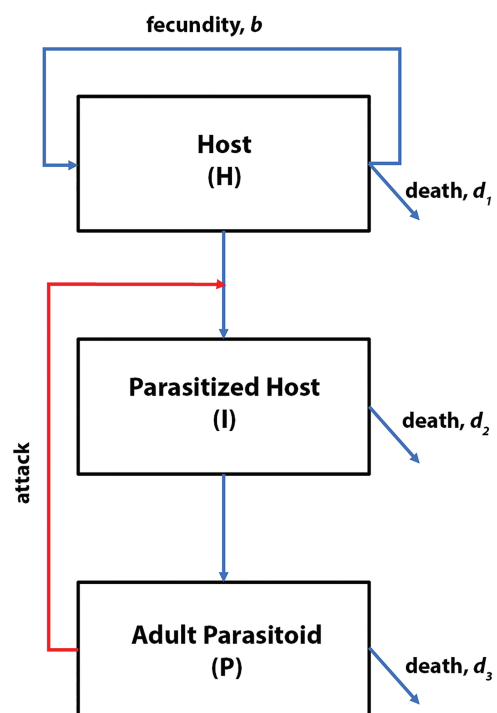 fecundity, b
Host
(H)
death, d₁
Parasitized Host
(I)
death, d₂
attack
Adult Parasitoid
(P)
death, d₃